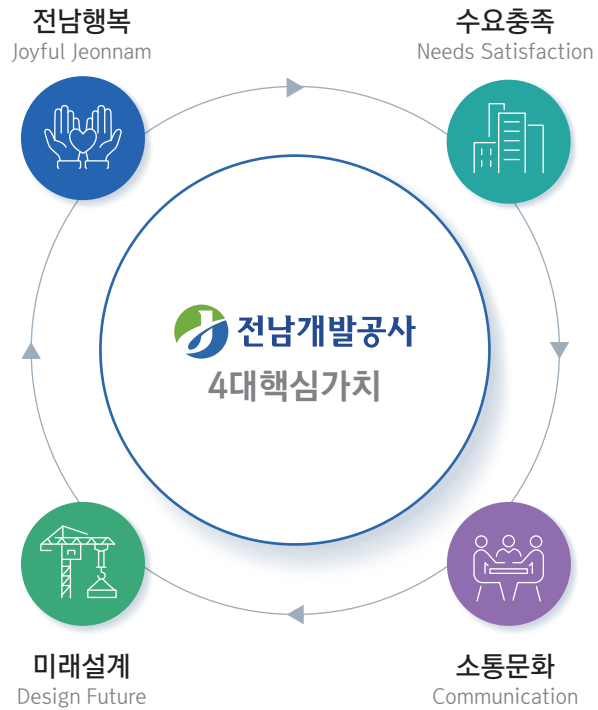 전남행복
Joyful Jeonnam
수요충족
Needs Satisfaction
전남개발공사
4대핵심가치
미래설계
Design Future
소통문화
Communication